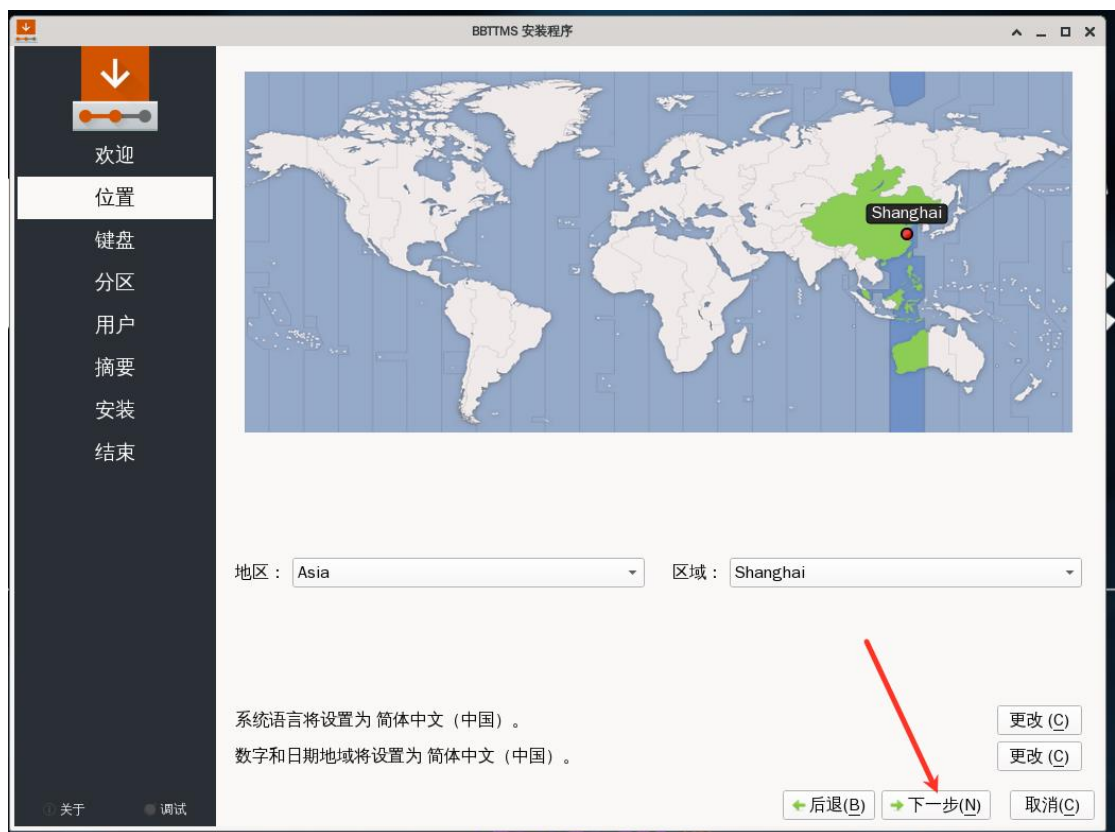 BBTTMS 安装程序
欢迎
位置
键盘
分区
用户
摘要
安装
结束
关于 调试
Shanghai
地区： Asia 区域： Shanghai
系统语言将设置为 简体中文（中国）。 更改 (C)
数字和日期地域将设置为 简体中文（中国）。 更改 (C)
后退(B) 下一步(N) 取消(C)